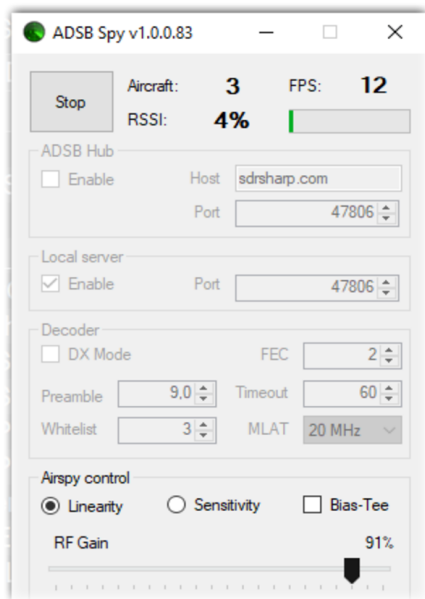 ADSB Spy v1.0.0.83
Stop
Aircraft: 3 FPS: 12
RSSI: 4%
ADSB Hub
Enable Host sdrsharp.com
Port 47806
Local server
Enable Port 47806
Decoder
DX Mode FEC 2
Preamble 9,0 Timeout 60
Whitelist 3 MLAT 20 MHz
Airspy control
Linearity Sensitivity Bias-Tee
RF Gain 91%